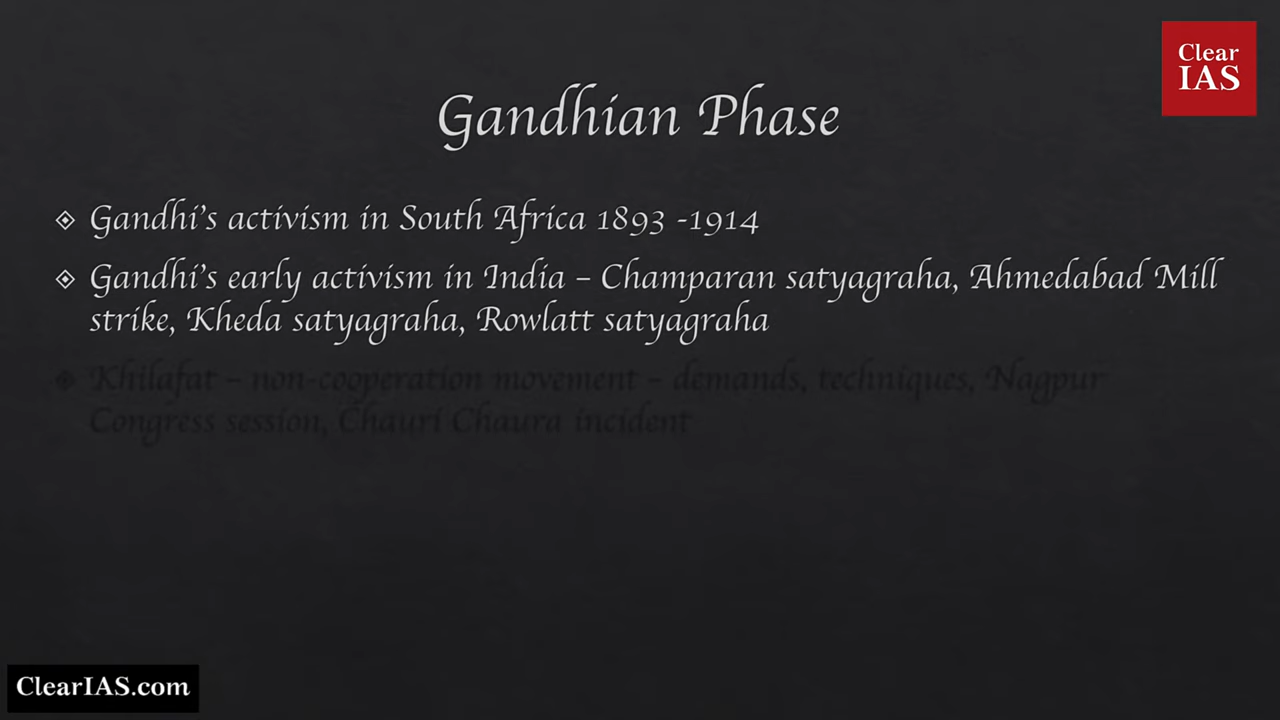 Clear
IAS
Gandhian Phase
Gandhi's activism in South Africa 1893 -1914
Gandhi's early activism in India – Champaran satyagraha, Ahmedabad Mill
strike, Kheda satyagraha, Rowlatt satyagraha
Khilafat – non-cooperation movement – demands, techniques, Nagpur
Congress session, Chauri Chaura incident
ClearIAS.com